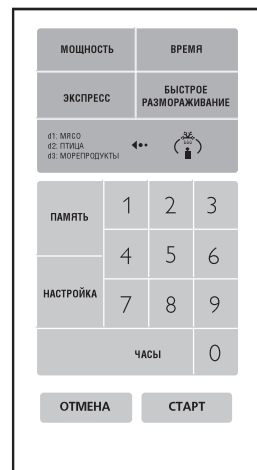 МОЩНОСТЬ
ВРЕМЯ
ЭКСПРЕСС
БЫСТРОЕ
РАЗМОРАЖИВАНИЕ
d1: МЯСО
d2: ПТИЦА
d3: МОРЕПРОДУКТЫ
ПАМЯТЬ
1 2 3
4 5 6
НАСТРОЙКА
7 8 9
ЧАСЫ 0
ОТМЕНА
СТАРТ